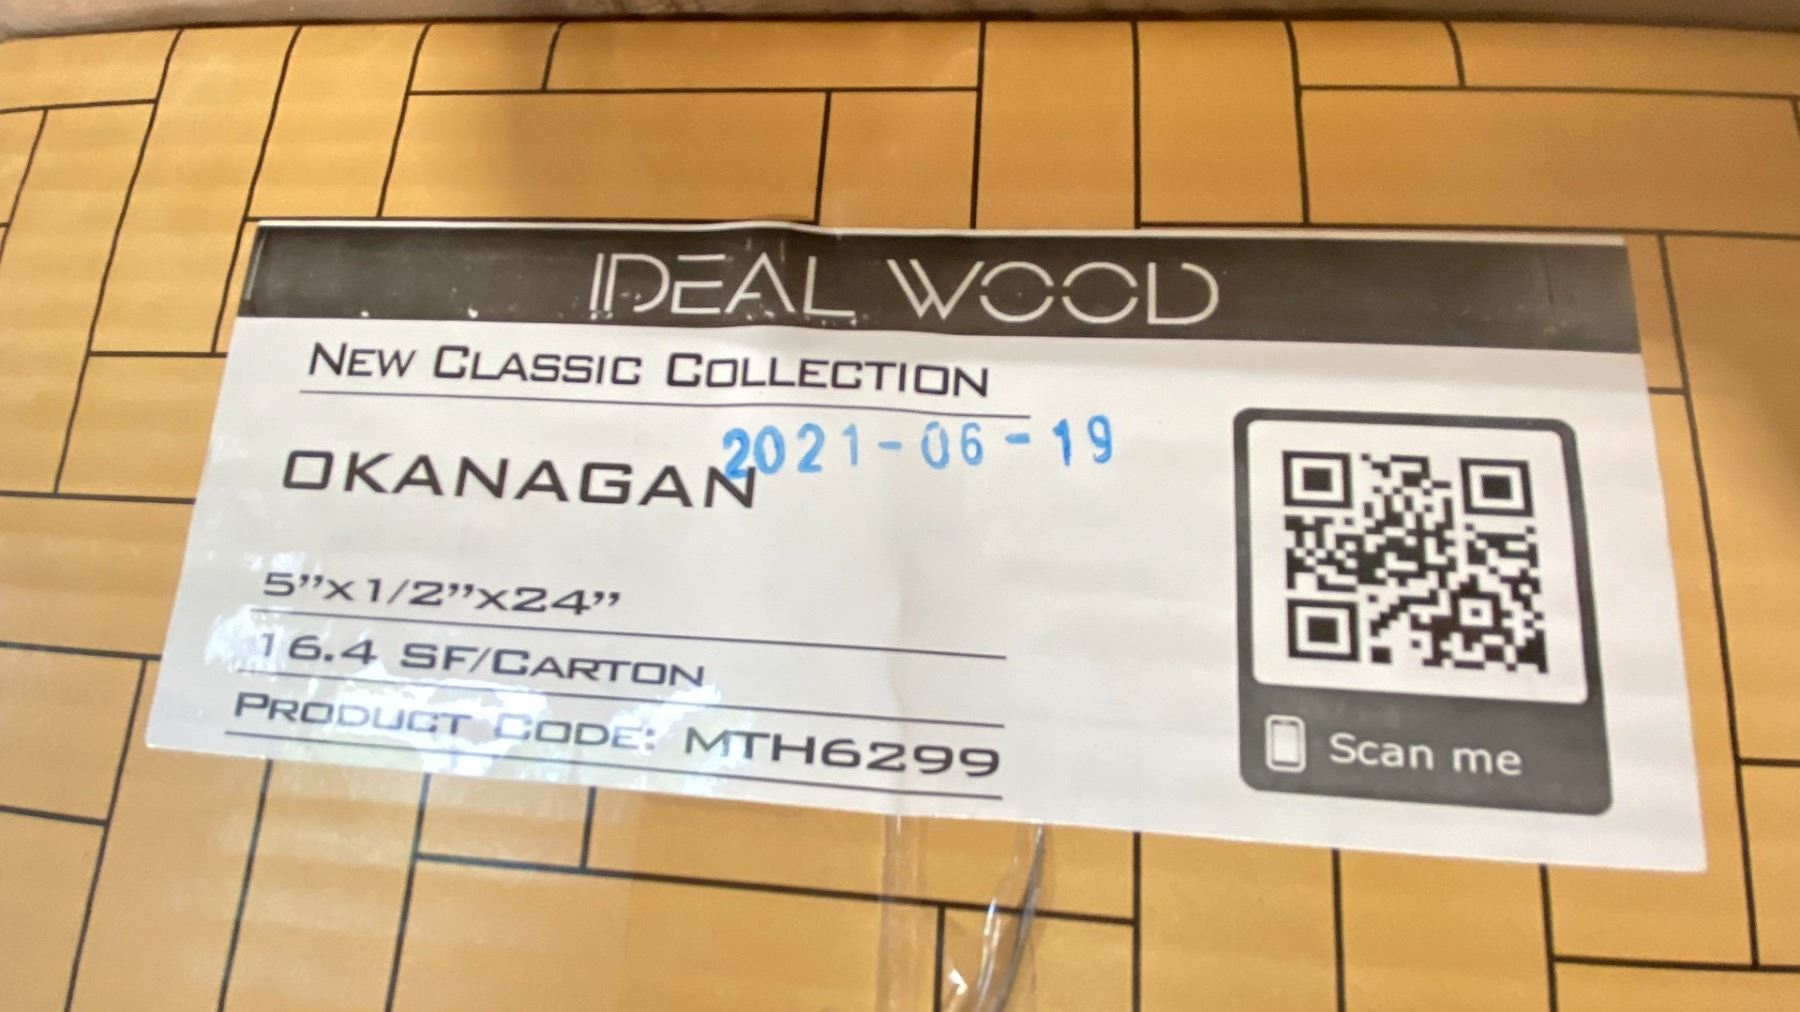 IDEAL WOOD
NEW CLASSIC COLLECTION
2021-06-19
OKANAGAN
5”x1/2”x24”
16.4 SF/CARTON
PRODUCT CODE: MTH6299
Scan me